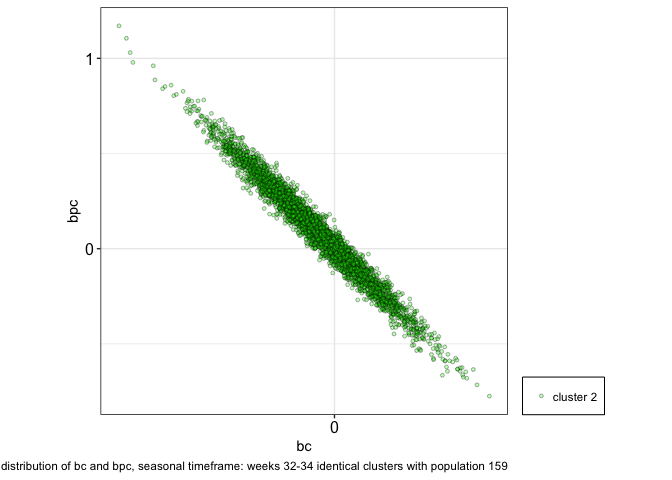 1
bpc
0
0
bc
cluster 2
distribution of bc and bpc, seasonal timeframe: weeks 32-34 identical clusters with population 159